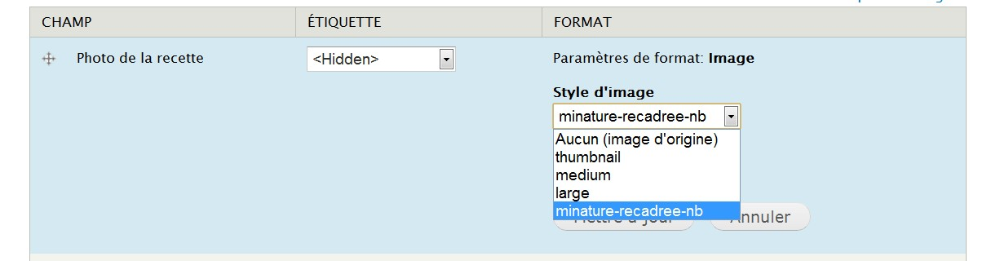 CHAMP ÉTIQUETTE FORMAT
Photo de la recette <Hidden> Paramètres de format: Image
Style d'image
minature-recadree-nb
Aucun (image d'origine)
thumbnail
medium
large
minature-recadree-nb
Annuler